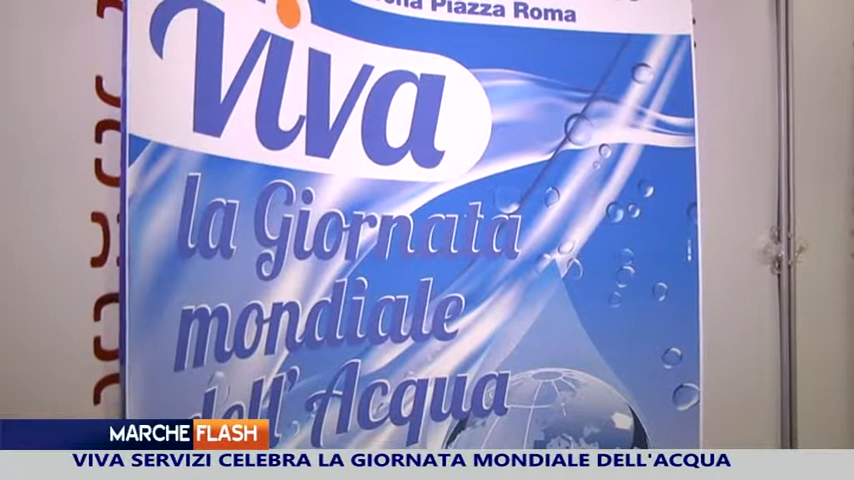 Piazza Roma
Viva
la Giornata
mondiale
dell'Acqua
MARCHE FLASH
VIVA SERVIZI CELEBRA LA GIORNATA MONDIALE DELL'ACQUA